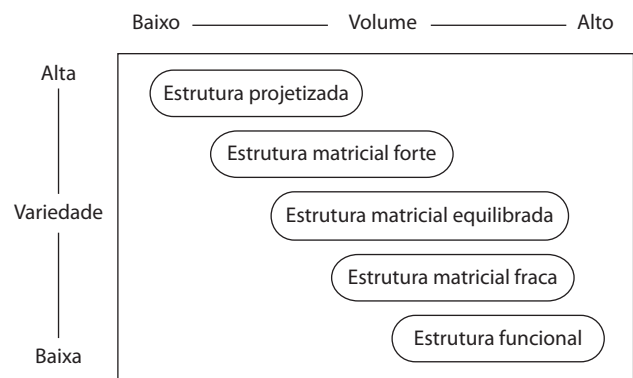 Baixo Volume Alto
Alta
Estrutura projetizada
Estrutura matricial forte
Variedade
Estrutura matricial equilibrada
Estrutura matricial fraca
Estrutura funcional
Baixa